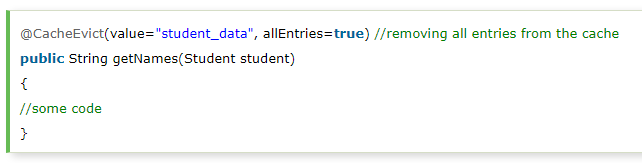 @CacheEvict(value="student_data", allEntries=true) //removing all entries from the cache
public String getNames(Student student)
{
//some code
}